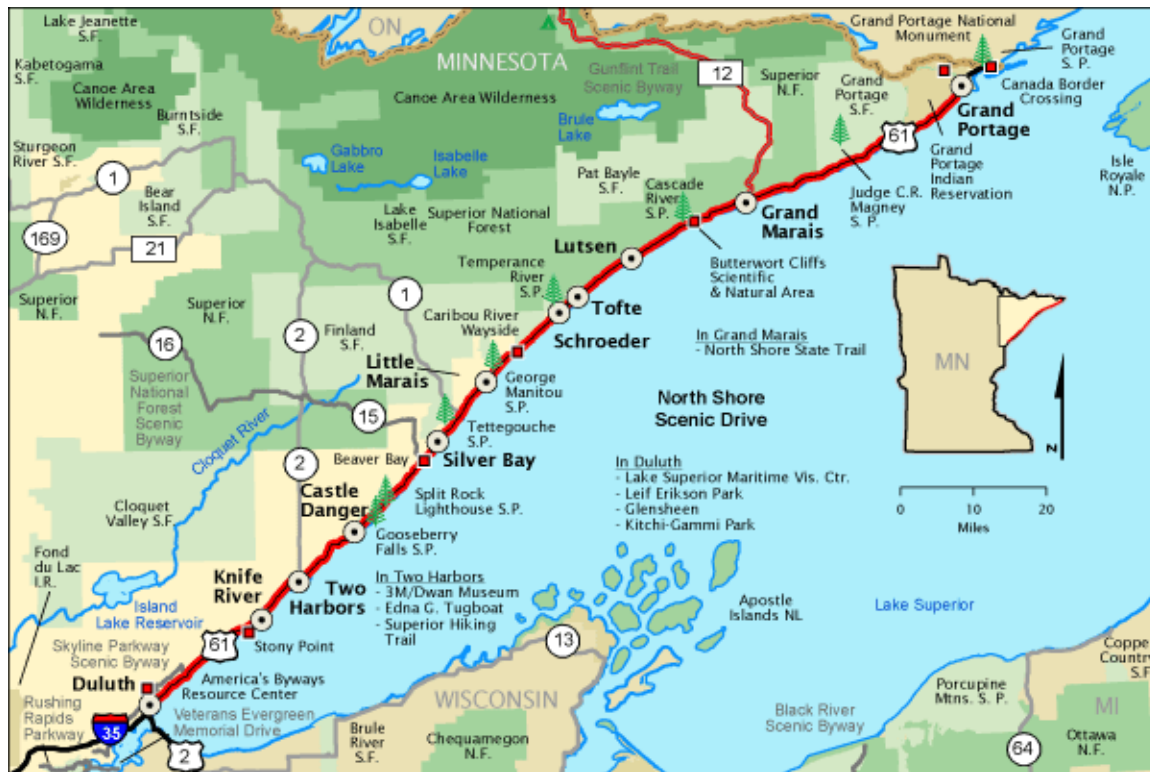 Lake Jeanette
S.F.
ON
Grand Portage National
Monument
Grand
Portage
S. P.
Kabetogama
S.F.
MINNESOTA
Canoe Area
Wilderness
Gunflint Trail
Scenic Byway
12
Superior
N.F.
Grand
Portage
S.F.
Canada Border
Crossing
Canoe Area Wilderness
Burntside
S.F.
Brule
Lake
61
Grand
Portage
Sturgeon
River S.F.
Gabbro
Lake
Isabelle
Lake
Grand
Portage
Indian
Reservation
Isle
Royale
N.P.
1
Bear
Island
S.F.
Pat Bayle
S.F.
Cascade
River
S.P.
Judge C.R.
Magney
S. P.
Lake
Isabelle
S.F.
Superior National
Forest
Grand
Marais
169
21
Lutsen
Butterwort Cliffs
Scientific
& Natural Area
Temperance
River
S.P.
Superior
N.F.
Superior
N.F.
1
Tofte
Caribou River
Wayside
2
Finland
S.F.
Schroeder
In Grand Marais
- North Shore State Trail
MN
16
Little
Marais
George
Manitou
S.P.
Superior
National
Forest
Scenic
Byway
North Shore
Scenic Drive
15
Tettegouche
S.P.
N
Cloquet River
Beaver Bay
Silver Bay
2
In Duluth
- Lake Superior Maritime Vis. Ctr.
- Leif Erikson Park
- Glensheen
- Kitchi-Gammi Park
0 10 20
Miles
Castle
Danger
Split Rock
Lighthouse S.P.
Cloquet
Valley S.F.
Gooseberry
Falls S.P.
Fond
du Lac
I.R.
Knife
River
Two
Harbors
In Two Harbors
- 3M/Dwan Museum
- Edna G. Tugboat
- Superior Hiking
Trail
Apostle
Islands NL
Lake Superior
Island
Lake Reservoir
61
Stony Point
13
Skyline Parkway
Scenic Byway
Duluth
America's Byways
Resource Center
WISCONSIN
Copper
Country
S.F.
Porcupine
Mtns. S. P.
Rushing
Rapids
Parkway
35
Veterans Evergreen
Memorial Drive
2
Brule
River
S.F.
Chequamegon
N.F.
Black River
Scenic Byway
MI
64
Ottawa
N.F.